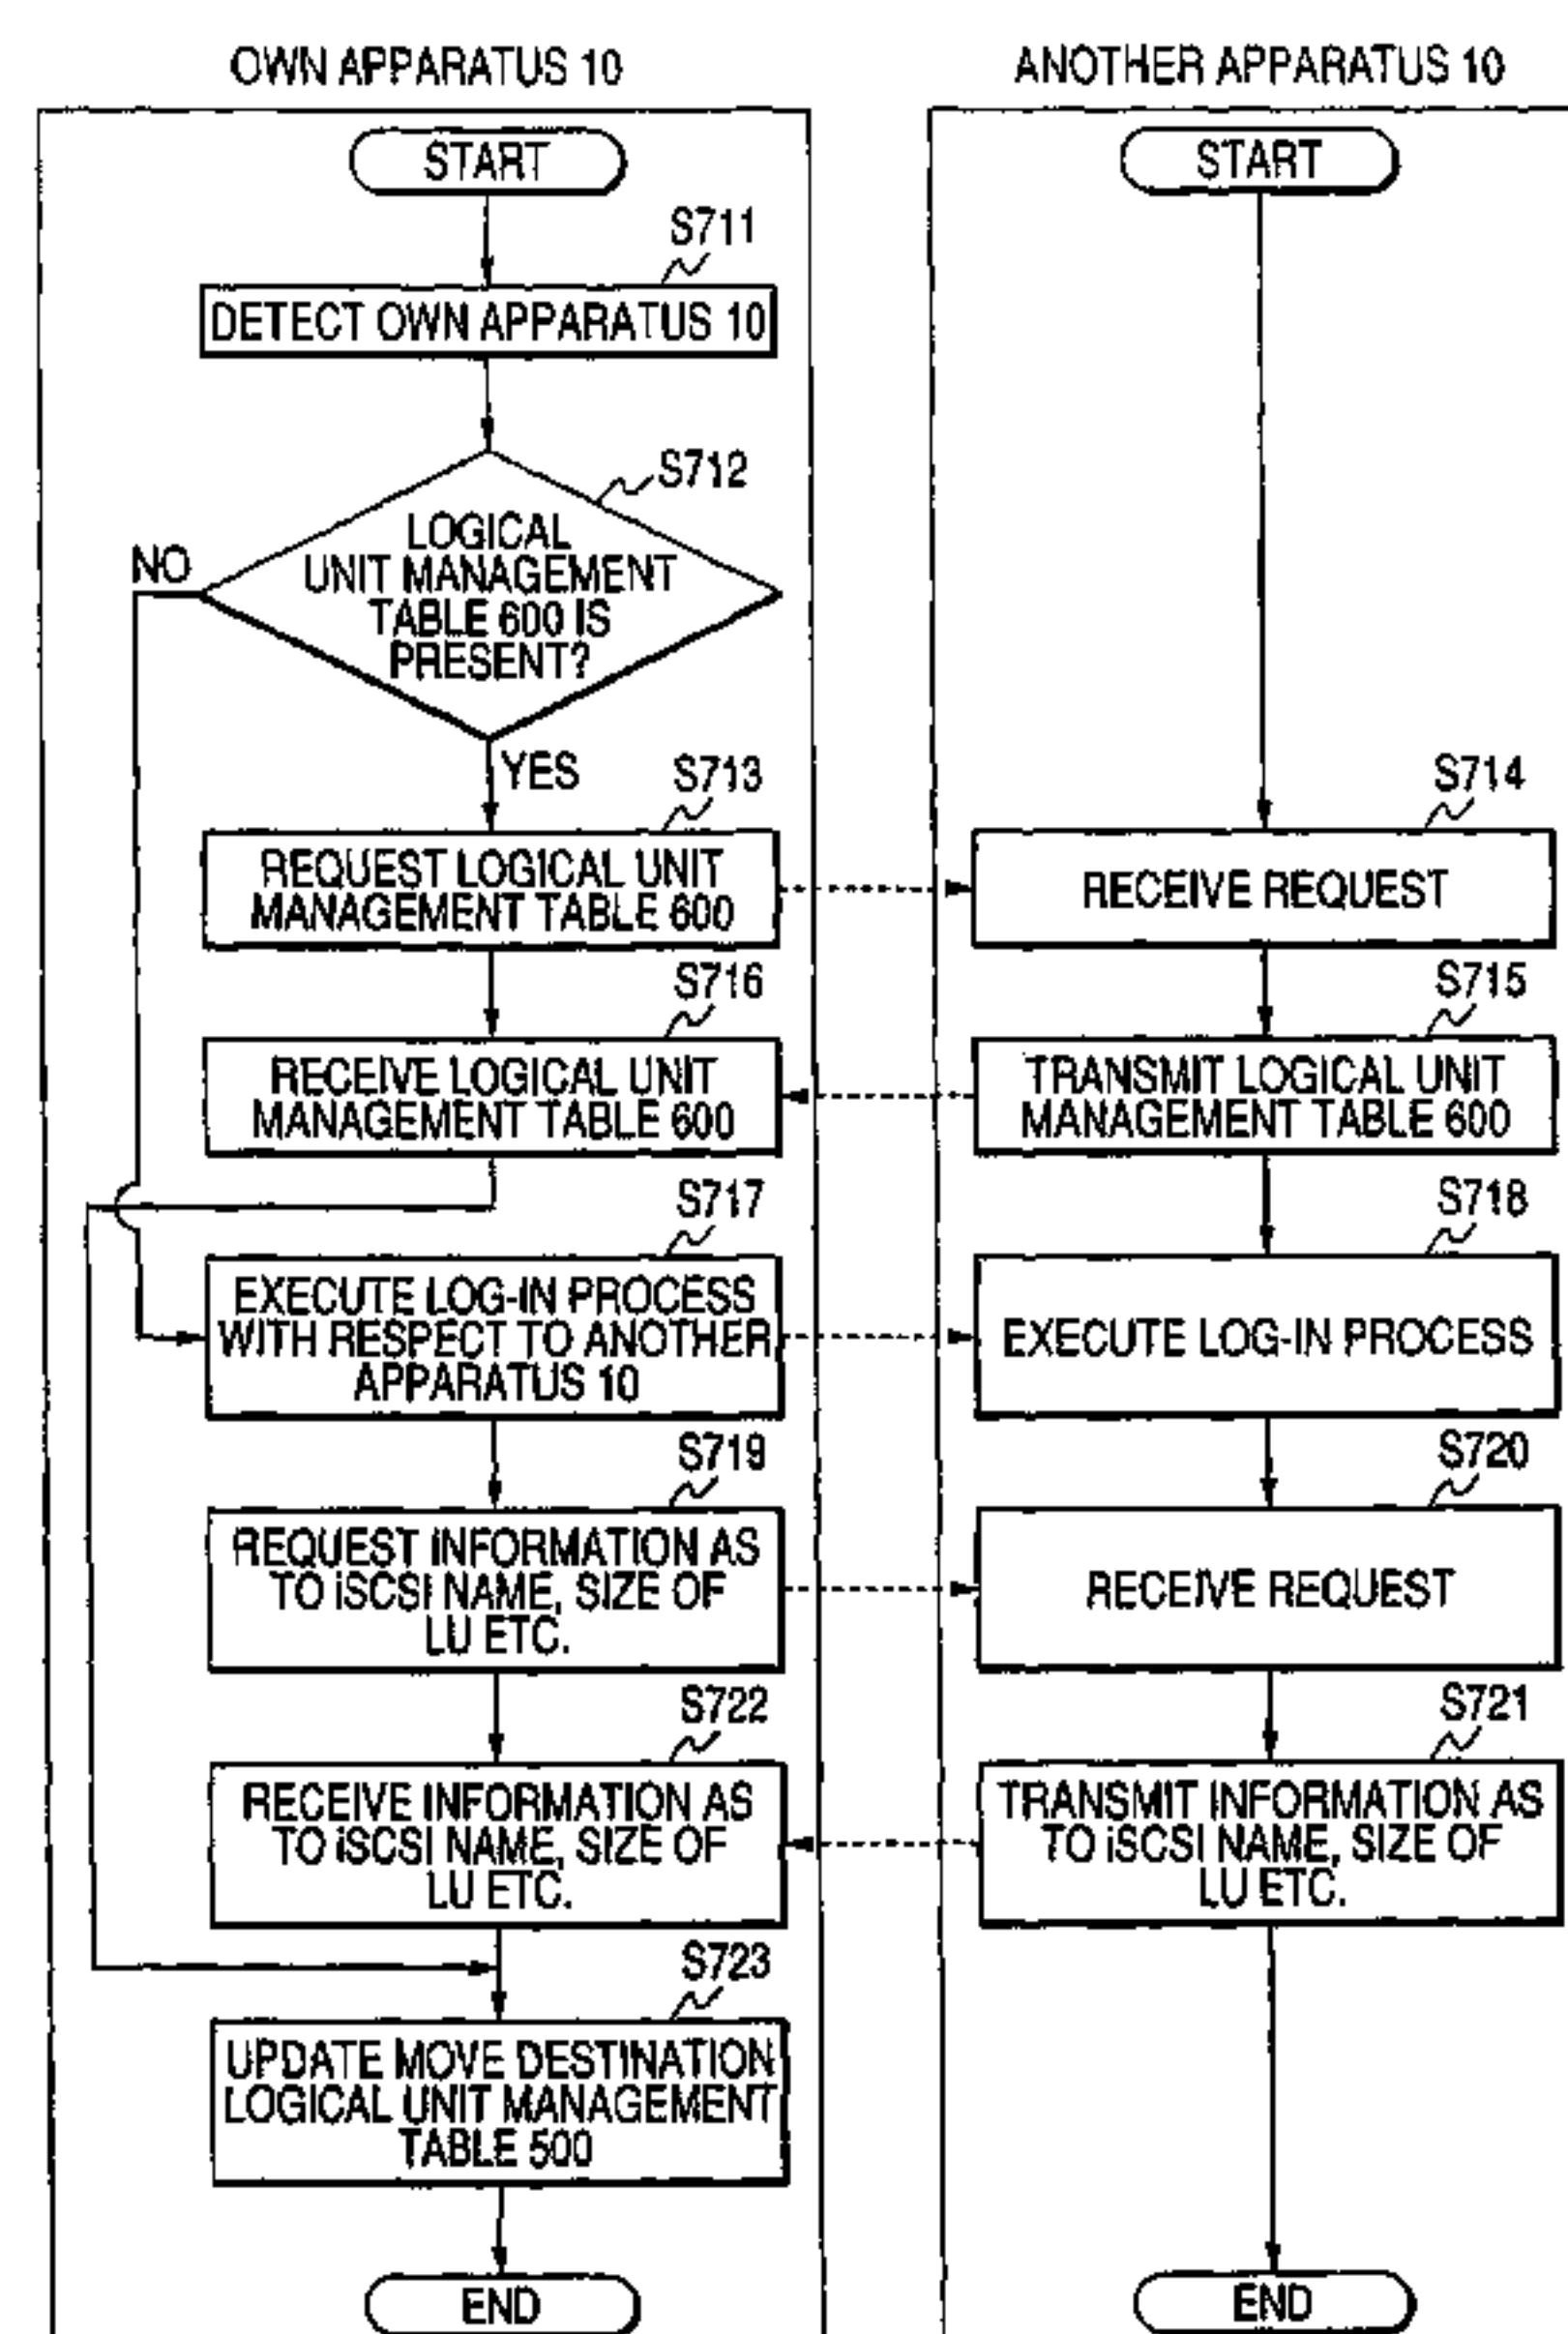 OWN APPARATUS 10
ANOTHER APPARATUS 10
START
START
S711
DETECT OWN APPARATUS 10
S712
LOGICAL
UNIT MANAGEMENT
TABLE 600 IS
PRESENT?
NO
YES
S713
REQUEST LOGICAL UNIT
MANAGEMENT TABLE 600
S714
RECEIVE REQUEST
S716
RECEIVE LOGICAL UNIT
MANAGEMENT TABLE 600
S715
TRANSMIT LOGICAL UNIT
MANAGEMENT TABLE 600
S717
EXECUTE LOG-IN PROCESS
WITH RESPECT TO ANOTHER
APPARATUS 10
S718
EXECUTE LOG-IN PROCESS
S719
REQUEST INFORMATION AS
TO iSCSI NAME, SIZE OF
LU ETC.
S720
RECEIVE REQUEST
S722
RECEIVE INFORMATION AS
TO iSCSI NAME, SIZE OF
LU ETC.
S721
TRANSMIT INFORMATION AS
TO iSCSI NAME, SIZE OF
LU ETC.
S723
UPDATE MOVE DESTINATION
LOGICAL UNIT MANAGEMENT
TABLE 500
END
END